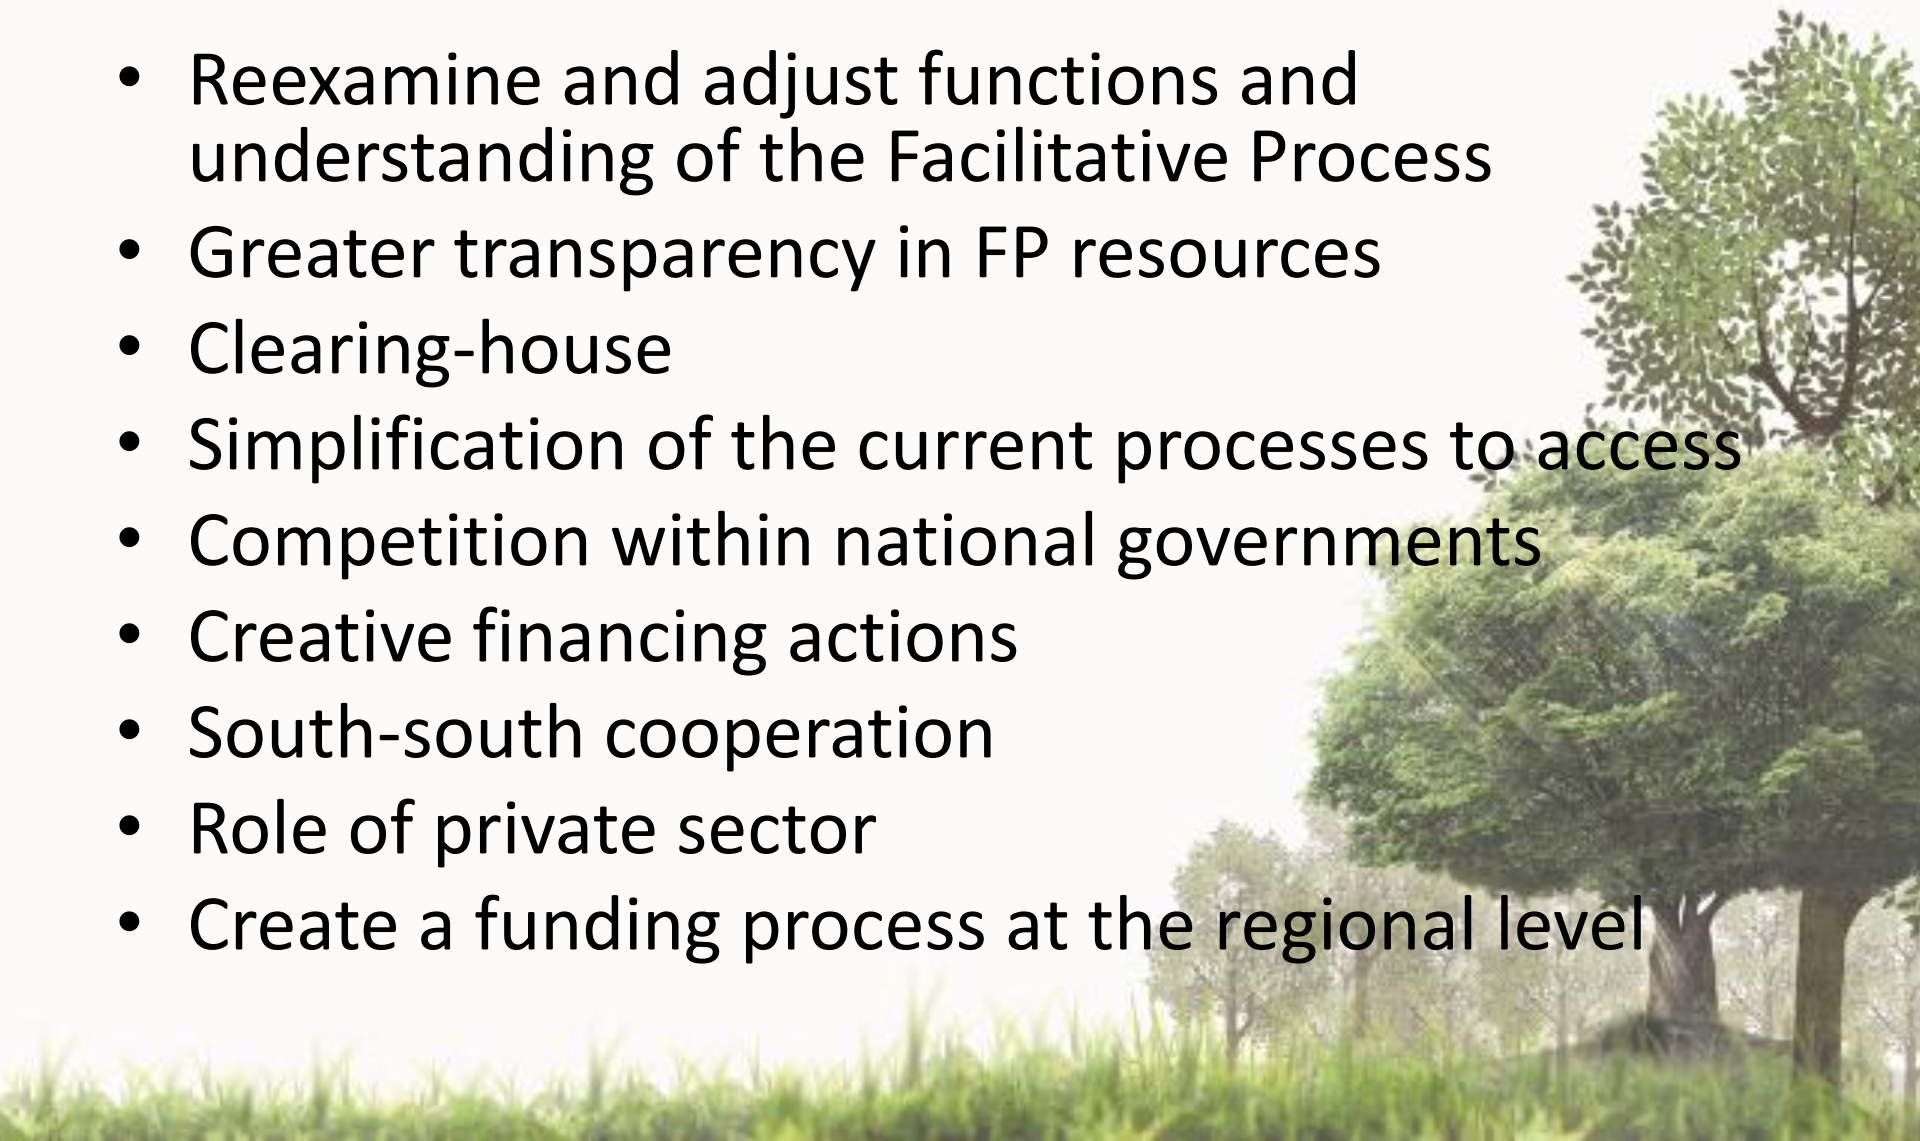 • Reexamine and adjust functions and
understanding of the Facilitative Process
• Greater transparency in FP resources
• Clearing-house
• Simplification of the current processes to access
• Competition within national governments
• Creative financing actions
• South-south cooperation
• Role of private sector
• Create a funding process at the regional level